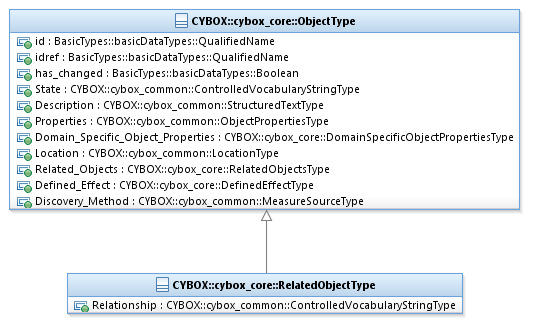 CYBOX::cybox_core::ObjectType
id : BasicTypes::basicDataTypes::QualifiedName
idref : BasicTypes::basicDataTypes::QualifiedName
has_changed : BasicTypes::basicDataTypes::Boolean
State : CYBOX::cybox_common::ControlledVocabularyStringType
Description : CYBOX::cybox_common::StructuredTextType
Properties : CYBOX::cybox_common::ObjectPropertiesType
Domain_Specific_Object_Properties : CYBOX::cybox_core::DomainSpecificObjectPropertiesType
Location : CYBOX::cybox_common::LocationType
Related_Objects : CYBOX::cybox_core::RelatedObjectsType
Defined_Effect : CYBOX::cybox_core::DefinedEffectType
Discovery_Method : CYBOX::cybox_common::MeasureSourceType
CYBOX::cybox_core::RelatedObjectType
Relationship : CYBOX::cybox_common::ControlledVocabularyStringType